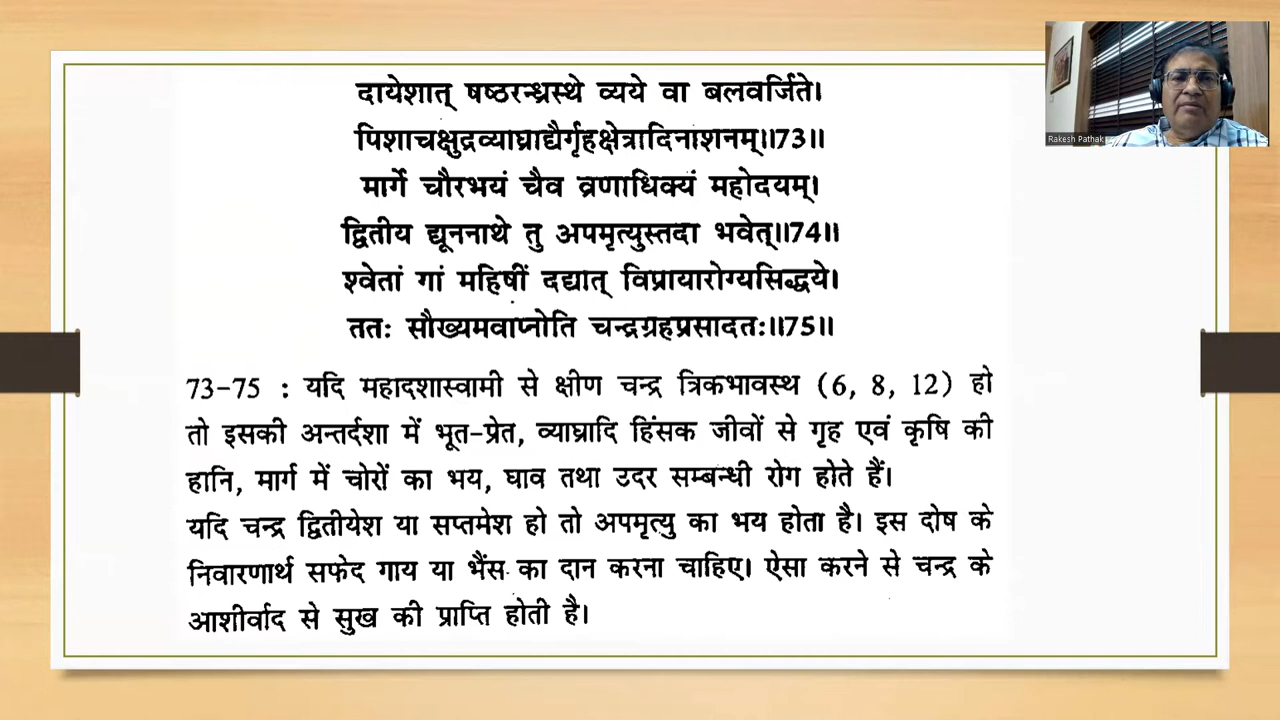 दायेशात् षष्ठरन्ध्रस्थे व्यये वा बलवर्जिते।
पिशाचक्षुद्रव्याघ्राद्यैर्गृहक्षेत्रादिनाशनम्॥73॥
मार्गे चौरभयं चैव व्रणाधिक्यं महोदयम्।
द्वितीय द्यूननाथे तु अपमृत्युस्तदा भवेत्॥74॥
श्वेतां गां महिषीं दद्यात् विप्रायारोग्यसिद्धये।
ततः सौख्यमवाप्नोति चन्द्रग्रहप्रसादतः॥75॥
73-75 : यदि महादशास्वामी से क्षीण चन्द्र त्रिकभावस्थ (6, 8, 12) हो
तो इसकी अन्तर्दशा में भूत-प्रेत, व्याघ्रादि हिंसक जीवों से गृह एवं कृषि की
हानि, मार्ग में चोरों का भय, घाव तथा उदर सम्बन्धी रोग होते हैं।
यदि चन्द्र द्वितीयेश या सप्तमेश हो तो अपमृत्यु का भय होता है। इस दोष के
निवारणार्थ सफेद गाय या भैंस का दान करना चाहिए। ऐसा करने से चन्द्र के
आशीर्वाद से सुख की प्राप्ति होती है।
Rakesh Pathak